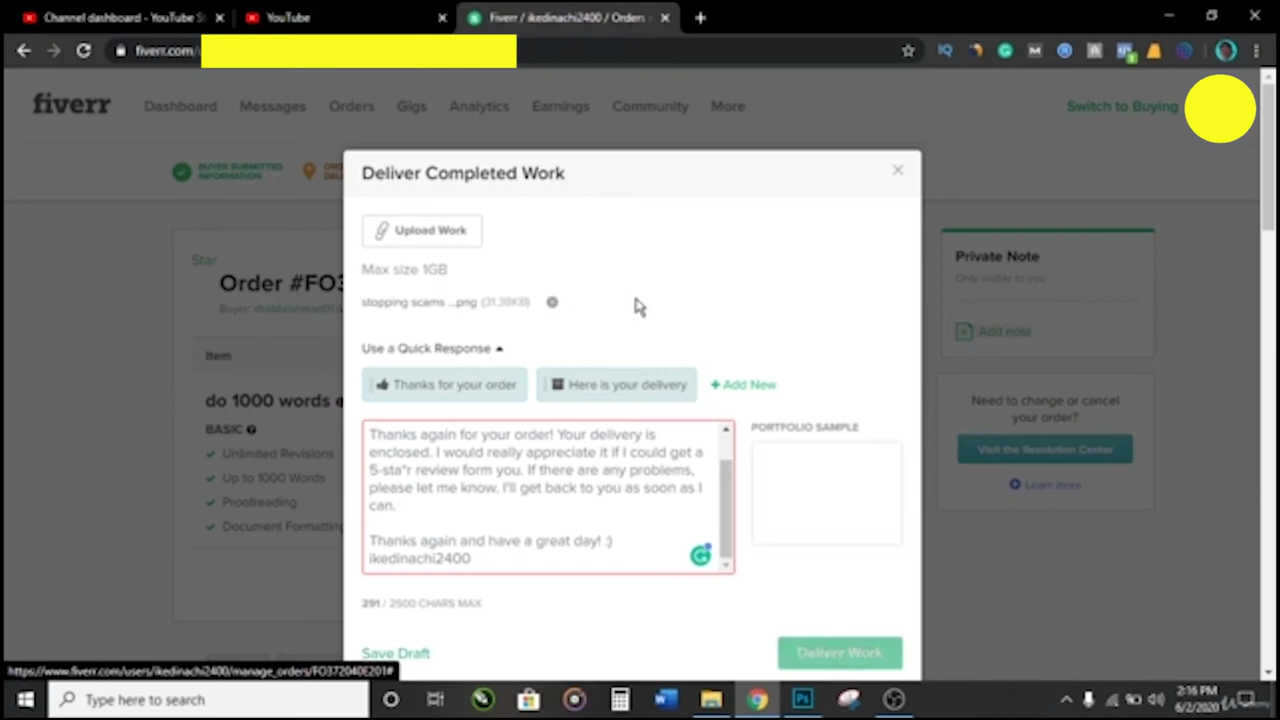 Channel dashboard - YouTube S
YouTube
Fiverr / ikedinachi2400 / Orders
fiverr.com/
fiverr
Dashboard
Messages
Orders
Gigs
Analytics
Earnings
Community
More
Switch to Buying
BUYER SUBMITTED
INFORMATION
Deliver Completed Work
Upload Work
Max size 1GB
stopping scams ...png (31.38KB)
Use a Quick Response
Thanks for your order
Here is your delivery
+ Add New
Thanks again for your order! Your delivery is
enclosed. I would really appreciate it if I could get a
5-sta*r review form you. If there are any problems,
please let me know. I'll get back to you as soon as I
can.
Thanks again and have a great day! :)
ikedinachi2400
PORTFOLIO SAMPLE
291 / 2500 CHARS MAX
Save Draft
Deliver Work
Star
Order #FO3
Buyer:
Item
do 1000 words
BASIC
Unlimited Revisions
Up to 1000 Words
Proofreading
Document Formatting
Private Note
Only visible to you
Add note
Need to change or cancel
your order?
Visit the Resolution Center
Learn more
https://www.fiverr.com/users/ikedinachi2400/manage_orders/FO372040E201#
Type here to search
2:16 PM
6/2/2020